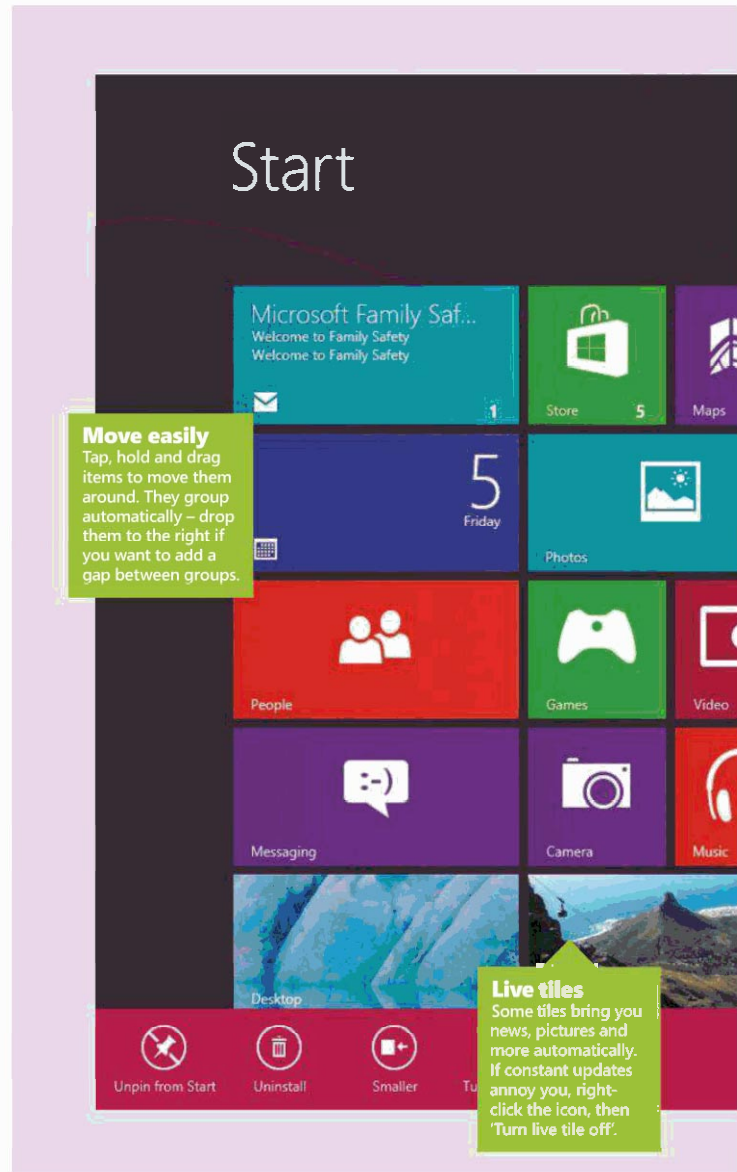 Start
Microsoft Family Saf...
Welcome to Family Safety
Welcome to Family Safety
1
Store 5
Maps
Move easily
Tap, hold and drag
items to move them
around. They group
automatically – drop
them to the right if
you want to add a
gap between groups.
5
Friday
Photos
People
Games
Video
Messaging
Camera
Music
Desktop
Live tiles
Some tiles bring you
news, pictures and
more automatically.
If constant updates
annoy you, right-
click the icon, then
‘Turn live tile off’.
Unpin from Start
Uninstall
Smaller
Tu